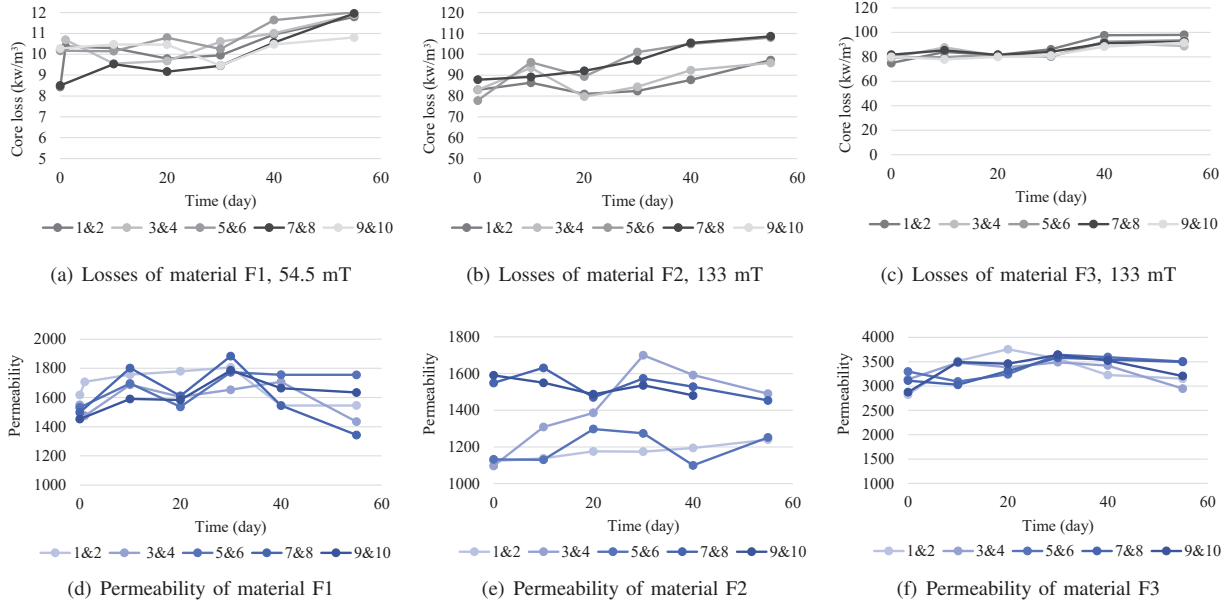 12
11
10
9
8
7
6
5
Core loss (kw/m³)
0
20
40
60
Time (day)
1&2 3&4 5&6 7&8 9&10
(a) Losses of material F1, 54.5 mT
120
110
100
90
80
70
60
50
Core loss (kw/m³)
0
20
40
60
Time (day)
1&2 3&4 5&6 7&8 9&10
(b) Losses of material F2, 133 mT
120
100
80
60
40
20
0
Core loss (kw/m³)
0
20
40
60
Time (day)
1&2 3&4 5&6 7&8 9&10
(c) Losses of material F3, 133 mT
2000
1800
1600
1400
1200
1000
Permeability
0
20
40
60
Time (day)
1&2 3&4 5&6 7&8 9&10
(d) Permeability of material F1
1800
1600
1400
1200
1000
Permeability
0
10
20
30
40
50
60
Time (day)
1&2 3&4 5&6 7&8 9&10
(e) Permeability of material F2
4000
3500
3000
2500
2000
1500
1000
Permeability
0
20
40
60
Time (day)
1&2 3&4 5&6 7&8 9&10
(f) Permeability of material F3